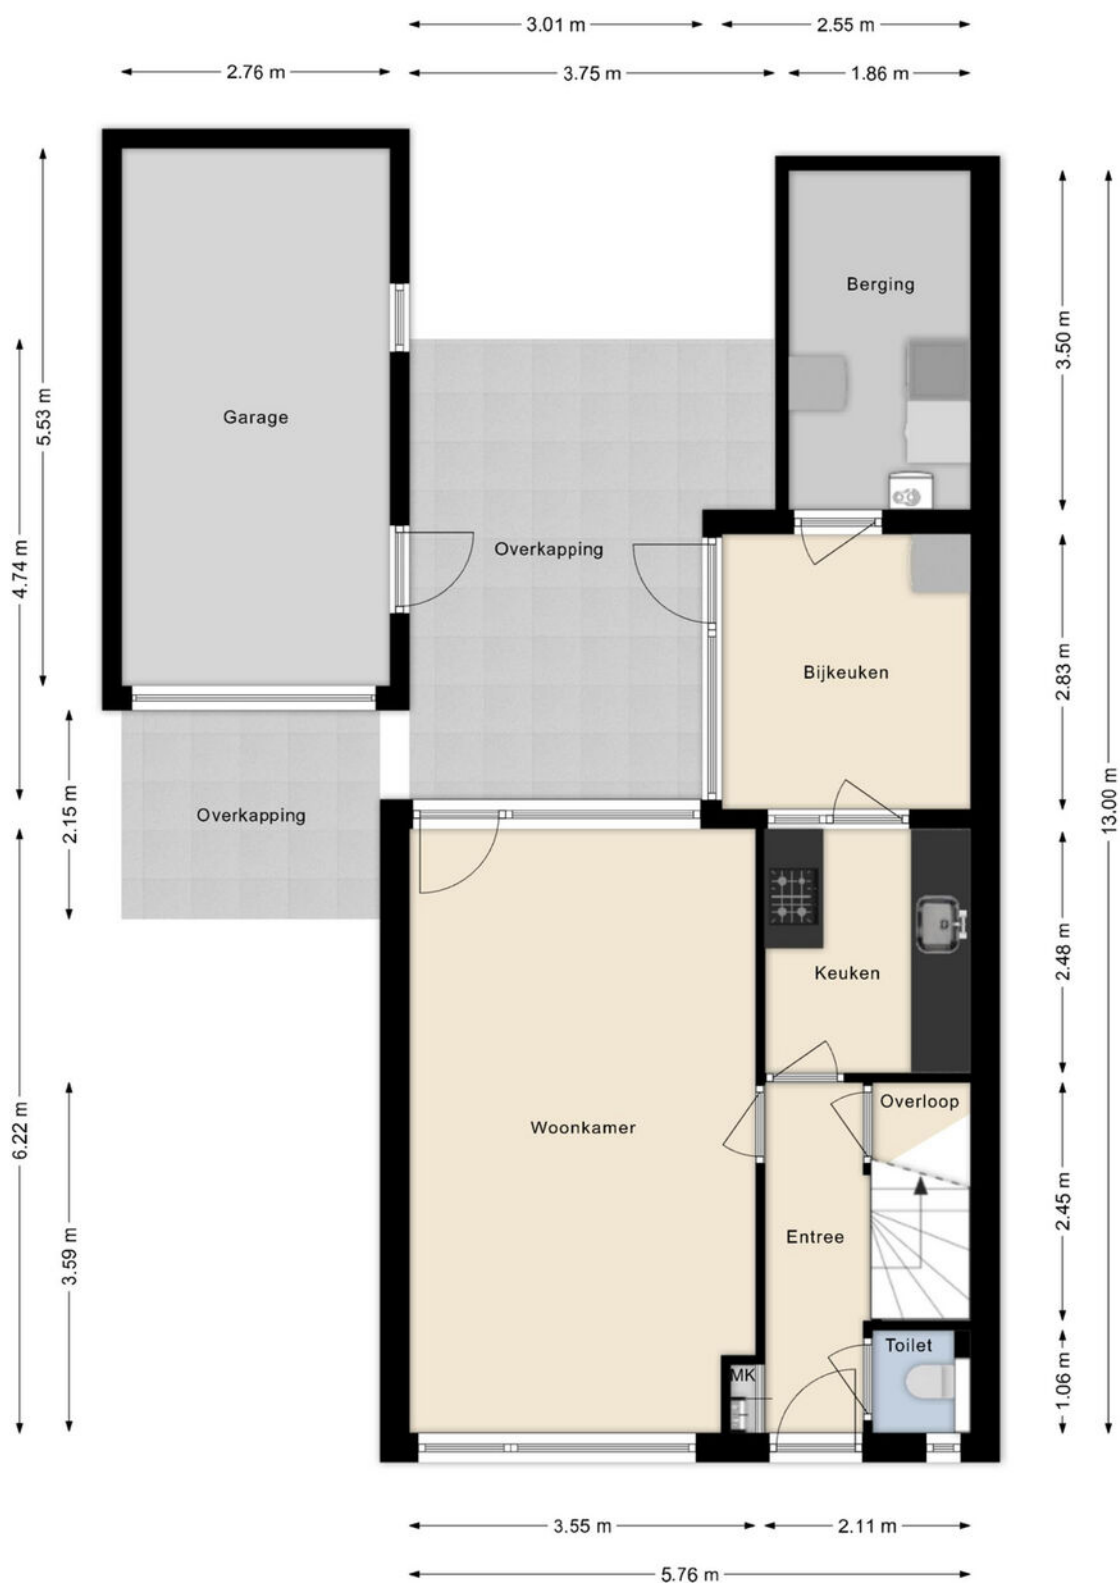 3.01 m
2.55 m
2.76 m
3.75 m
1.86 m
Berging
3.50 m
5.53 m
Garage
4.74 m
Overkapping
Bijkeuken
2.83 m
13.00 m
2.15 m
Overkapping
2.48 m
Keuken
Overloop
6.22 m
Woonkamer
2.45 m
Entree
3.59 m
Toilet
MK
1.06 m
3.55 m
2.11 m
5.76 m